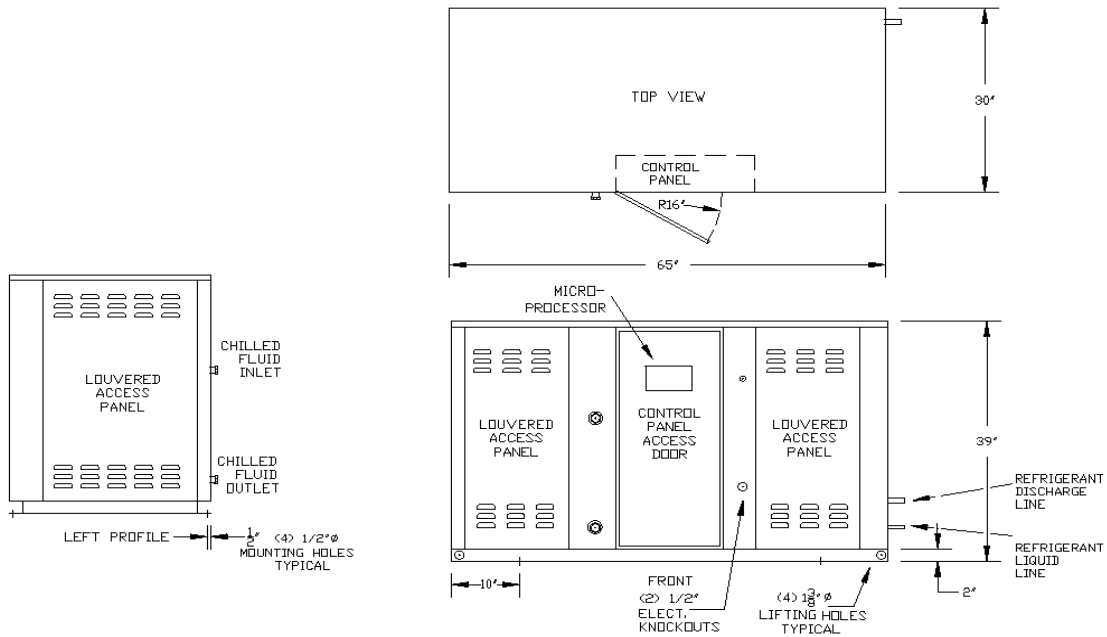 TOP VIEW
30"
CONTROL
PANEL
R16"
65"
MICRO-
PROCESSOR
CHILLED
FLUID
INLET
LOUVERED
ACCESS
PANEL
CHILLED
FLUID
OUTLET
LEFT PROFILE
1/2" (4) 1/2"Ø
MOUNTING HOLES
TYPICAL
LOUVERED
ACCESS
PANEL
CONTROL
PANEL
ACCESS
DOOR
LOUVERED
ACCESS
PANEL
39"
REFRIGERANT
DISCHARGE
LINE
REFRIGERANT
LIQUID
LINE
10"
2"
FRONT
(2) 1/2"
ELECT.
KNOCKOUTS
(4) 1 3/8"Ø
LIFTING HOLES
TYPICAL